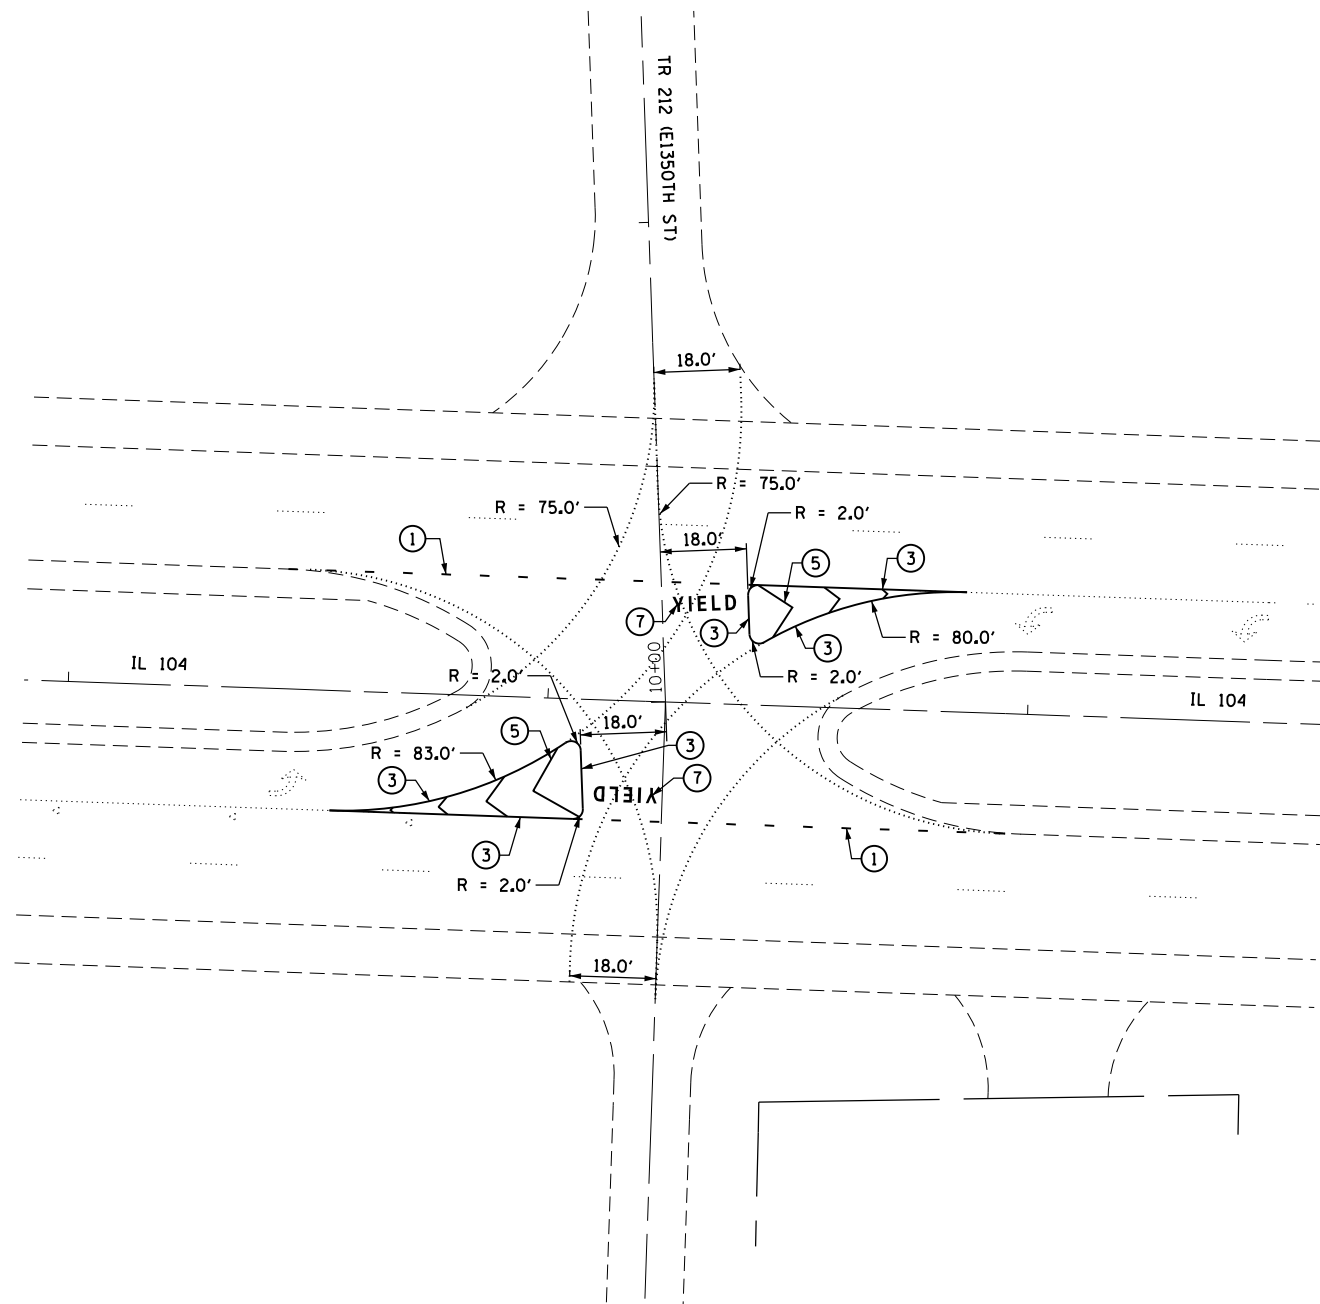 TR 212 (E1350TH ST)
18.0'
R = 75.0'
R = 75.0'
R = 2.0'
1
18.0'
5
3
YIELD
7
3
R = 80.0'
3
10+00
IL 104
R = 2.0'
R = 2.0'
IL 104
18.0'
5
3
R = 83.0'
3
7
YIELD
3
1
R = 2.0'
18.0'